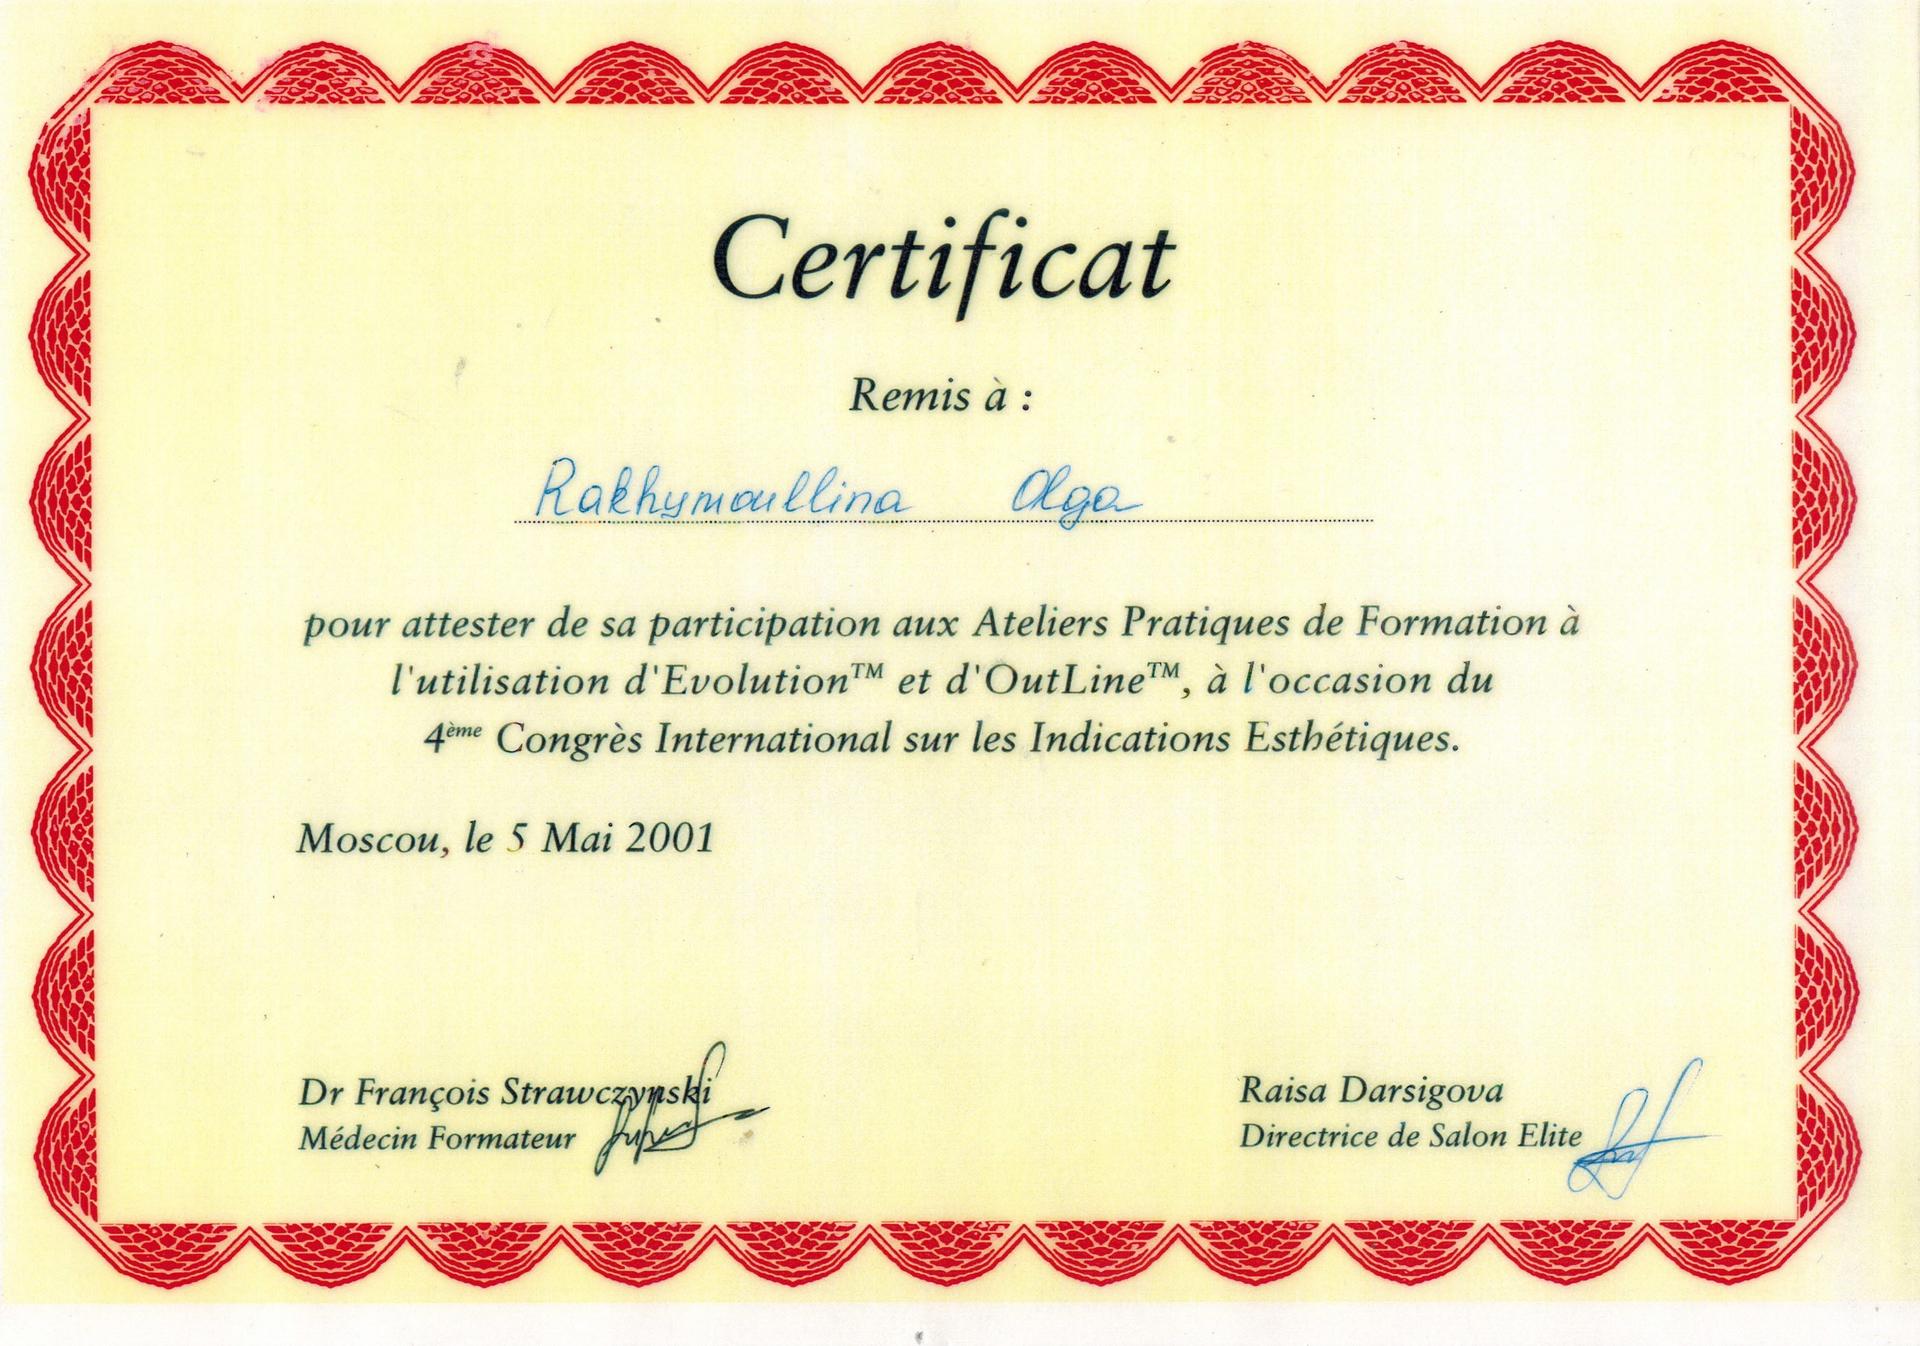 Certificat
Remis à :
Rakhymoullina Olga
pour attester de sa participation aux Ateliers Pratiques de Formation à
l'utilisation d'Evolution™ et d'OutLine™, à l'occasion du
4ème Congrès International sur les Indications Esthétiques.
Moscou, le 5 Mai 2001
Dr François Strawczynski
Médecin Formateur
Raisa Darsigova
Directrice de Salon Elite